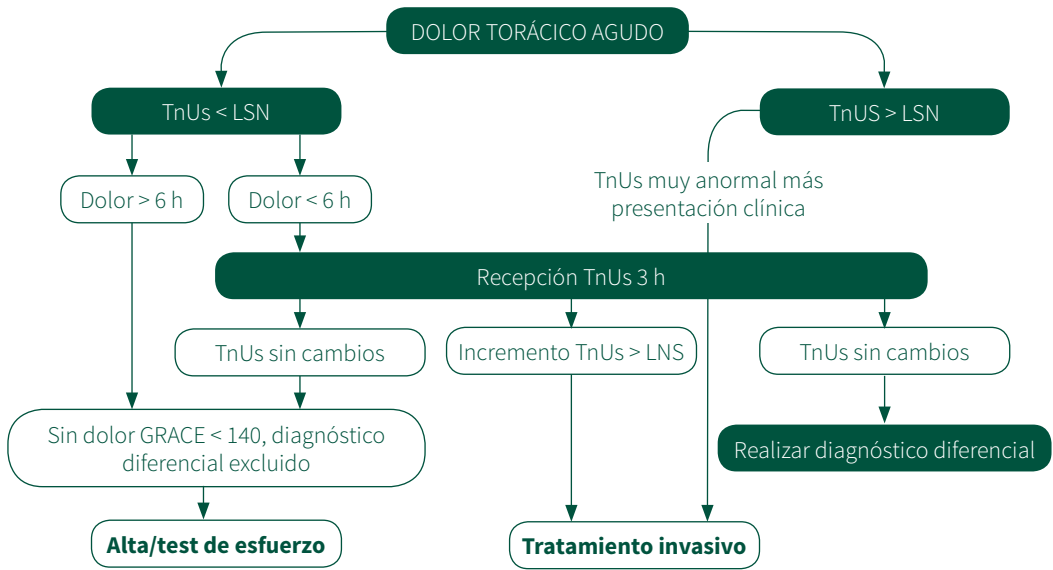 DOLOR TORÁCICO AGUDO
TnUs < LSN
TnUS > LSN
Dolor > 6 h
Dolor < 6 h
TnUs muy anormal más
presentación clínica
Recepción TnUs 3 h
TnUs sin cambios
Incremento TnUs > LNS
TnUs sin cambios
Sin dolor GRACE < 140, diagnóstico
diferencial excluido
Realizar diagnóstico diferencial
Alta/test de esfuerzo
Tratamiento invasivo